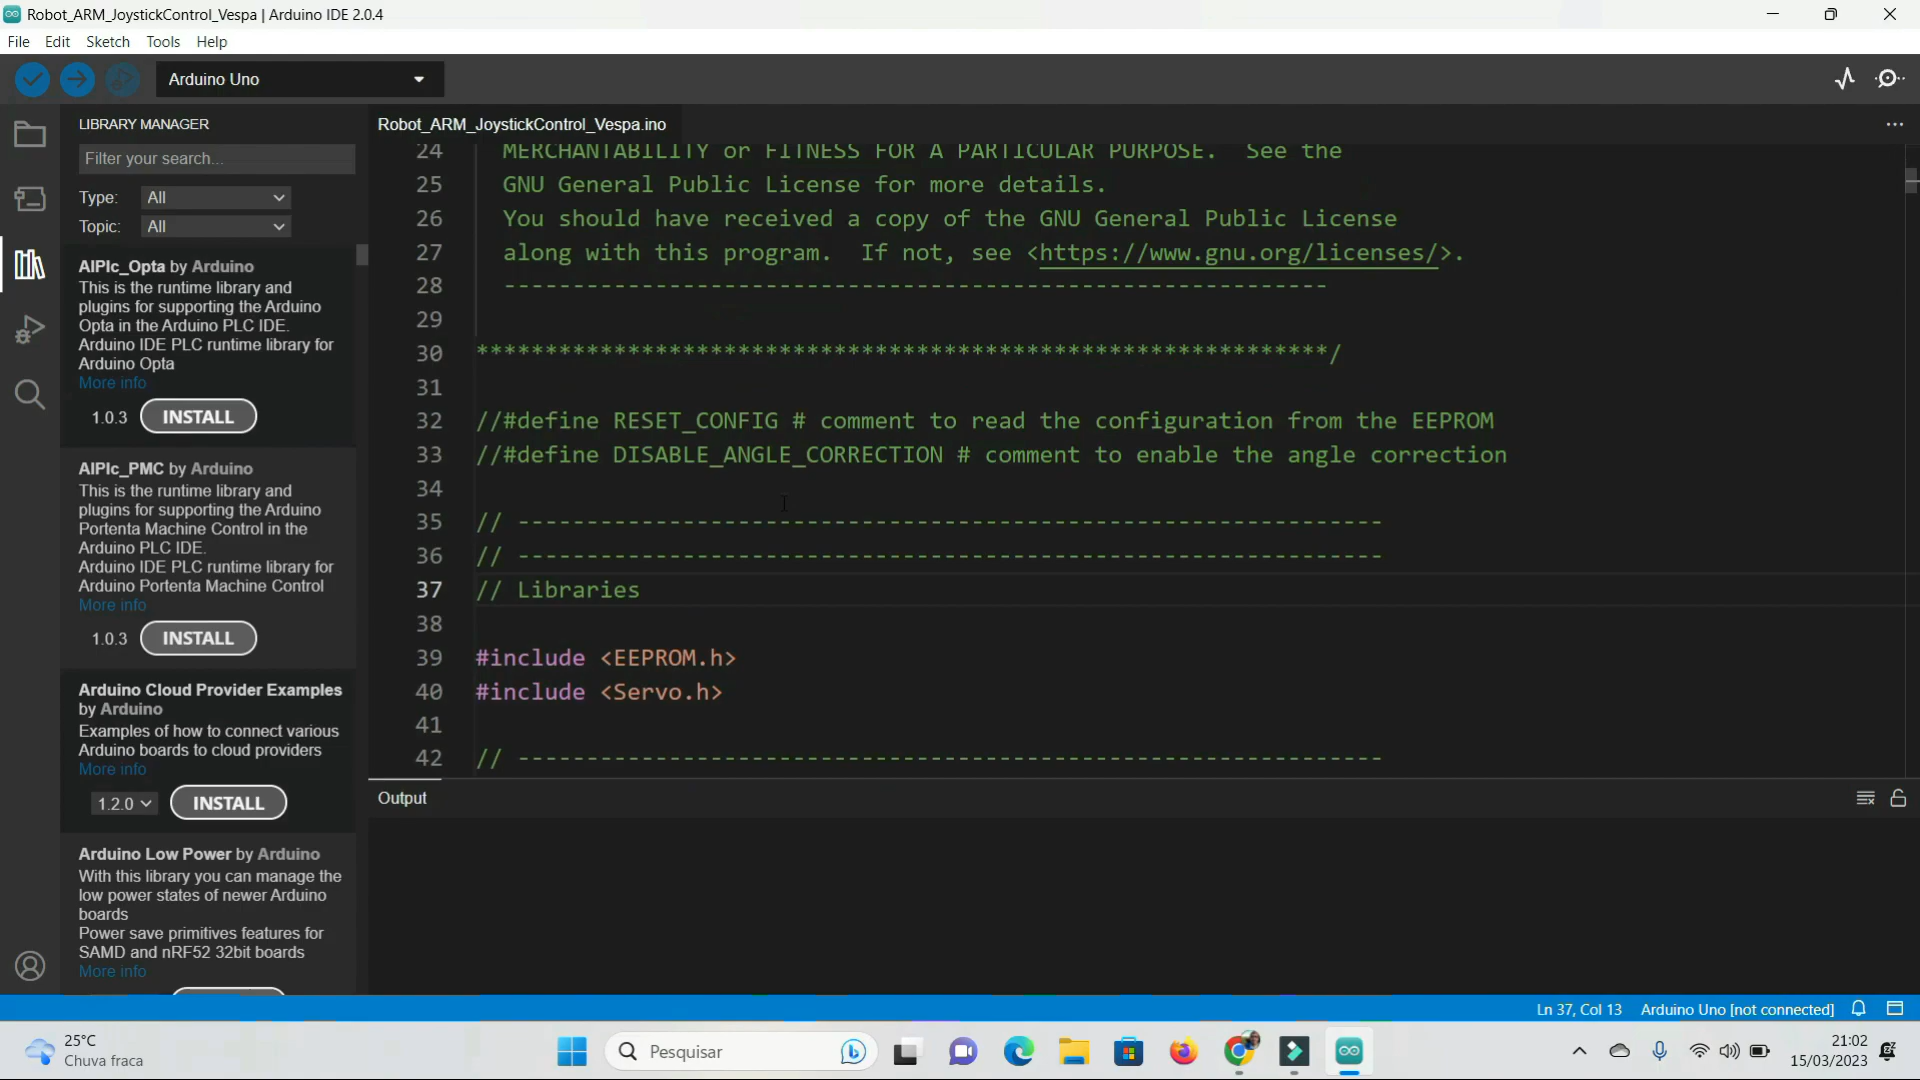 Robot_ARM_JoystickControl_Vespa | Arduino IDE 2.0.4
File Edit Sketch Tools Help
Arduino Uno
LIBRARY MANAGER
Filter your search...
Type: All
Topic: All
AIPlc_Opta by Arduino
This is the runtime library and
plugins for supporting the Arduino
Opta in the Arduino PLC IDE.
Arduino IDE PLC runtime library for
Arduino Opta
More info
1.0.3 INSTALL
AIPlc_PMC by Arduino
This is the runtime library and
plugins for supporting the Arduino
Portenta Machine Control in the
Arduino PLC IDE.
Arduino IDE PLC runtime library for
Arduino Portenta Machine Control
More info
1.0.3 INSTALL
Arduino Cloud Provider Examples
by Arduino
Examples of how to connect various
Arduino boards to cloud providers
More info
1.2.0 INSTALL
Arduino Low Power by Arduino
With this library you can manage the
low power states of newer Arduino
boards
Power save primitives features for
SAMD and nRF52 32bit boards
More info
Robot_ARM_JoystickControl_Vespa.ino
24 MERCHANTABILITY or FITNESS FOR A PARTICULAR PURPOSE.  See the
25 GNU General Public License for more details.
26 You should have received a copy of the GNU General Public License
27 along with this program.  If not, see <https://www.gnu.org/licenses/>.
28 ------------------------------------------------------------
29
30 **************************************************************/
31
32 //#define RESET_CONFIG # comment to read the configuration from the EEPROM
33 //#define DISABLE_ANGLE_CORRECTION # comment to enable the angle correction
34
35 // ---------------------------------------------------------------
36 // ---------------------------------------------------------------
37 // Libraries
38
39 #include <EEPROM.h>
40 #include <Servo.h>
41
42 // ---------------------------------------------------------------
Output
Ln 37, Col 13 Arduino Uno [not connected]
25°C
Chuva fraca
Pesquisar
21:02
15/03/2023